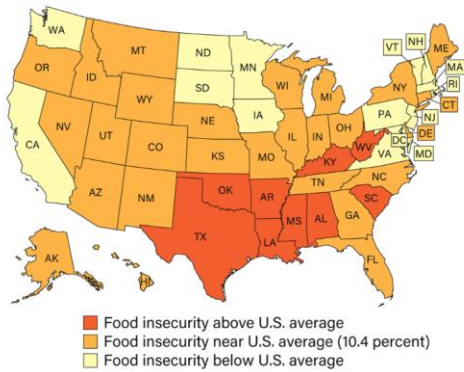 WA
OR
CA
NV
ID
MT
WY
UT
AZ
CO
NM
ND
SD
NE
KS
OK
TX
MN
IA
MO
AR
LA
WI
IL
MI
IN
OH
KY
TN
MS
AL
GA
FL
SC
NC
VA
WV
PA
NY
VT
NH
ME
MA
RI
CT
NJ
DE
MD
DC
AK
HI
Food insecurity above U.S. average
Food insecurity near U.S. average (10.4 percent)
Food insecurity below U.S. average